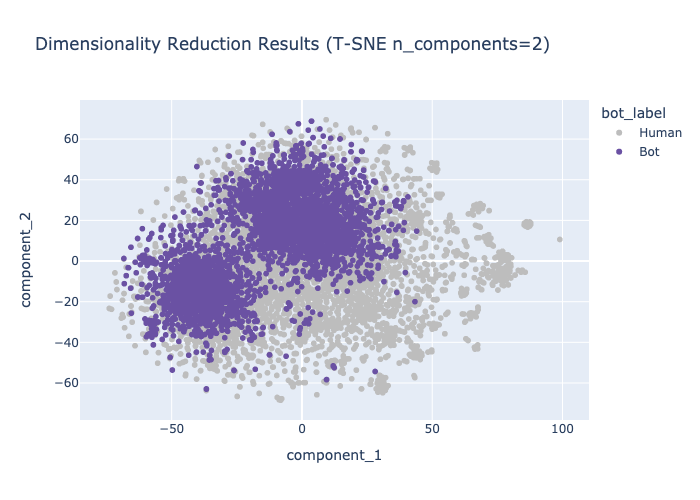 Dimensionality Reduction Results (T-SNE n_components=2)
bot_label
Human
Bot
60
40
20
0
−20
−40
−60
component_2
−50
0
50
100
component_1